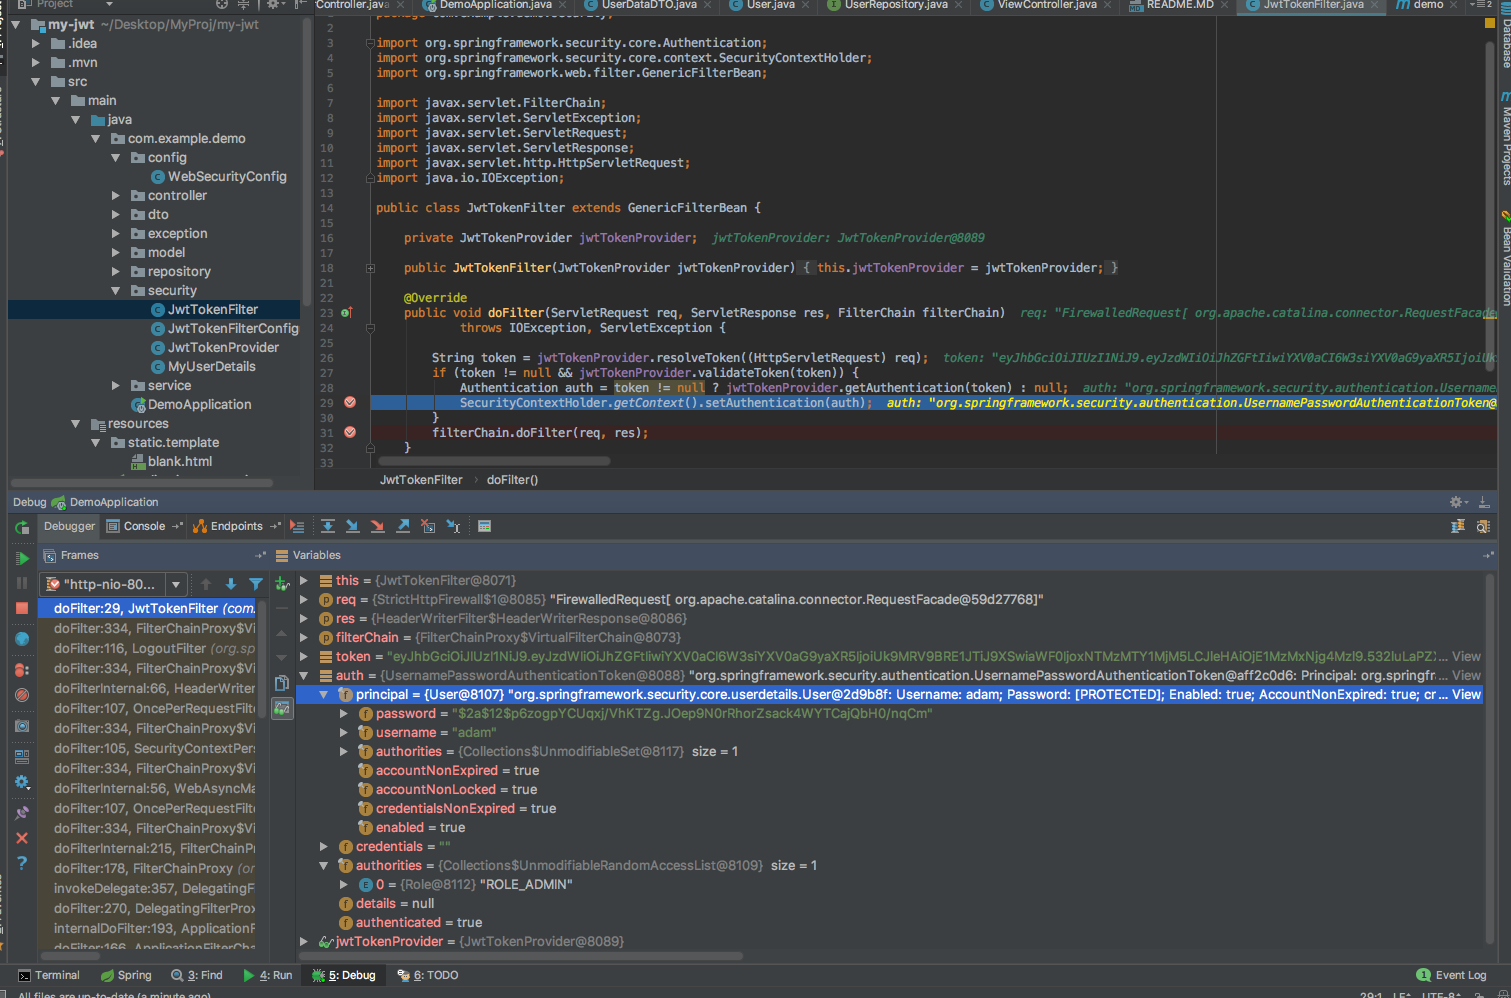 Project
Controller.java
DemoApplication.java
UserDataDTO.java
User.java
UserRepository.java
ViewController.java
README.MD
JwtTokenFilter.java
demo
my-jwt ~/Desktop/MyProj/my-jwt
.idea
.mvn
src
main
java
com.example.demo
config
WebSecurityConfig
controller
dto
exception
model
repository
security
JwtTokenFilter
JwtTokenFilterConfig
JwtTokenProvider
MyUserDetails
service
DemoApplication
resources
static.template
blank.html
2
3 import org.springframework.security.core.Authentication;
4 import org.springframework.security.core.context.SecurityContextHolder;
5 import org.springframework.web.filter.GenericFilterBean;
6
7 import javax.servlet.FilterChain;
8 import javax.servlet.ServletException;
9 import javax.servlet.ServletRequest;
10 import javax.servlet.ServletResponse;
11 import javax.servlet.http.HttpServletRequest;
12 import java.io.IOException;
13
14 public class JwtTokenFilter extends GenericFilterBean {
15
16 private JwtTokenProvider jwtTokenProvider; jwtTokenProvider: JwtTokenProvider@8089
17
18 public JwtTokenFilter(JwtTokenProvider jwtTokenProvider) { this.jwtTokenProvider = jwtTokenProvider; }
21
22 @Override
23 public void doFilter(ServletRequest req, ServletResponse res, FilterChain filterChain) req: "FirewalledRequest[ org.apache.catalina.connector.RequestFacade
24 throws IOException, ServletException {
25
26 String token = jwtTokenProvider.resolveToken((HttpServletRequest) req); token:
27 if (token != null && jwtTokenProvider.validateToken(token)) {
28 Authentication auth = token != null ? jwtTokenProvider.getAuthentication(token) : null; auth: "org.springframework.security.authentication.Userna
29 SecurityContextHolder.getContext().setAuthentication(auth); auth: "org.springframework.security.authentication.UsernamePasswordAuthenticationToken@
30 }
31 filterChain.doFilter(req, res);
32 }
33
JwtTokenFilter › doFilter()
Database
Maven Projects
Bean Validation
Debug DemoApplication
Debugger Console Endpoints
Frames
Variables
"http-nio-80...
doFilter:29, JwtTokenFilter (com.
doFilter:334, FilterChainProxy$Vi
doFilter:116, LogoutFilter (org.sp
doFilter:334, FilterChainProxy$Vi
doFilterInternal:66, HeaderWriter
doFilter:107, OncePerRequestFilte
doFilter:334, FilterChainProxy$Vi
doFilter:105, SecurityContextPers
doFilter:334, FilterChainProxy$Vi
doFilterInternal:56, WebAsyncMa
doFilter:107, OncePerRequestFilte
doFilter:334, FilterChainProxy$Vi
doFilterInternal:215, FilterChainPr
doFilter:178, FilterChainProxy (or
invokeDelegate:357, DelegatingF
doFilter:270, DelegatingFilterProx
internalDoFilter:193, ApplicationF
doFilter:166, ApplicationFilterCha
this = {JwtTokenFilter@8071}
req = {StrictHttpFirewall$1@8085} "FirewalledRequest[ org.apache.catalina.connector.RequestFacade@59d27768]"
res = {HeaderWriterFilter$HeaderWriterResponse@8086}
filterChain = {FilterChainProxy$VirtualFilterChain@8073}
token = ... View
auth = {UsernamePasswordAuthenticationToken@8088} "org.springframework.security.authentication.UsernamePasswordAuthenticationToken@aff2c0d6: Principal: org.springfr... View
principal = {User@8107} "org.springframework.security.core.userdetails.User@2d9b8f: Username: adam; Password: [PROTECTED]; Enabled: true; AccountNonExpired: true; cr... View
password = "$2a$12$p6zogpYCUqxj/VhKTZg.JOep9N0rRhorZsack4WYTCajQbH0/nqCm"
username = "adam"
authorities = {Collections$UnmodifiableSet@8117} size = 1
accountNonExpired = true
accountNonLocked = true
credentialsNonExpired = true
enabled = true
credentials = ""
authorities = {Collections$UnmodifiableRandomAccessList@8109} size = 1
0 = {Role@8112} "ROLE_ADMIN"
details = null
authenticated = true
jwtTokenProvider = {JwtTokenProvider@8089}
Terminal Spring 3: Find 4: Run 5: Debug 6: TODO
1 Event Log
All files are up-to-date (a minute ago)
29:1 LF UTF-8